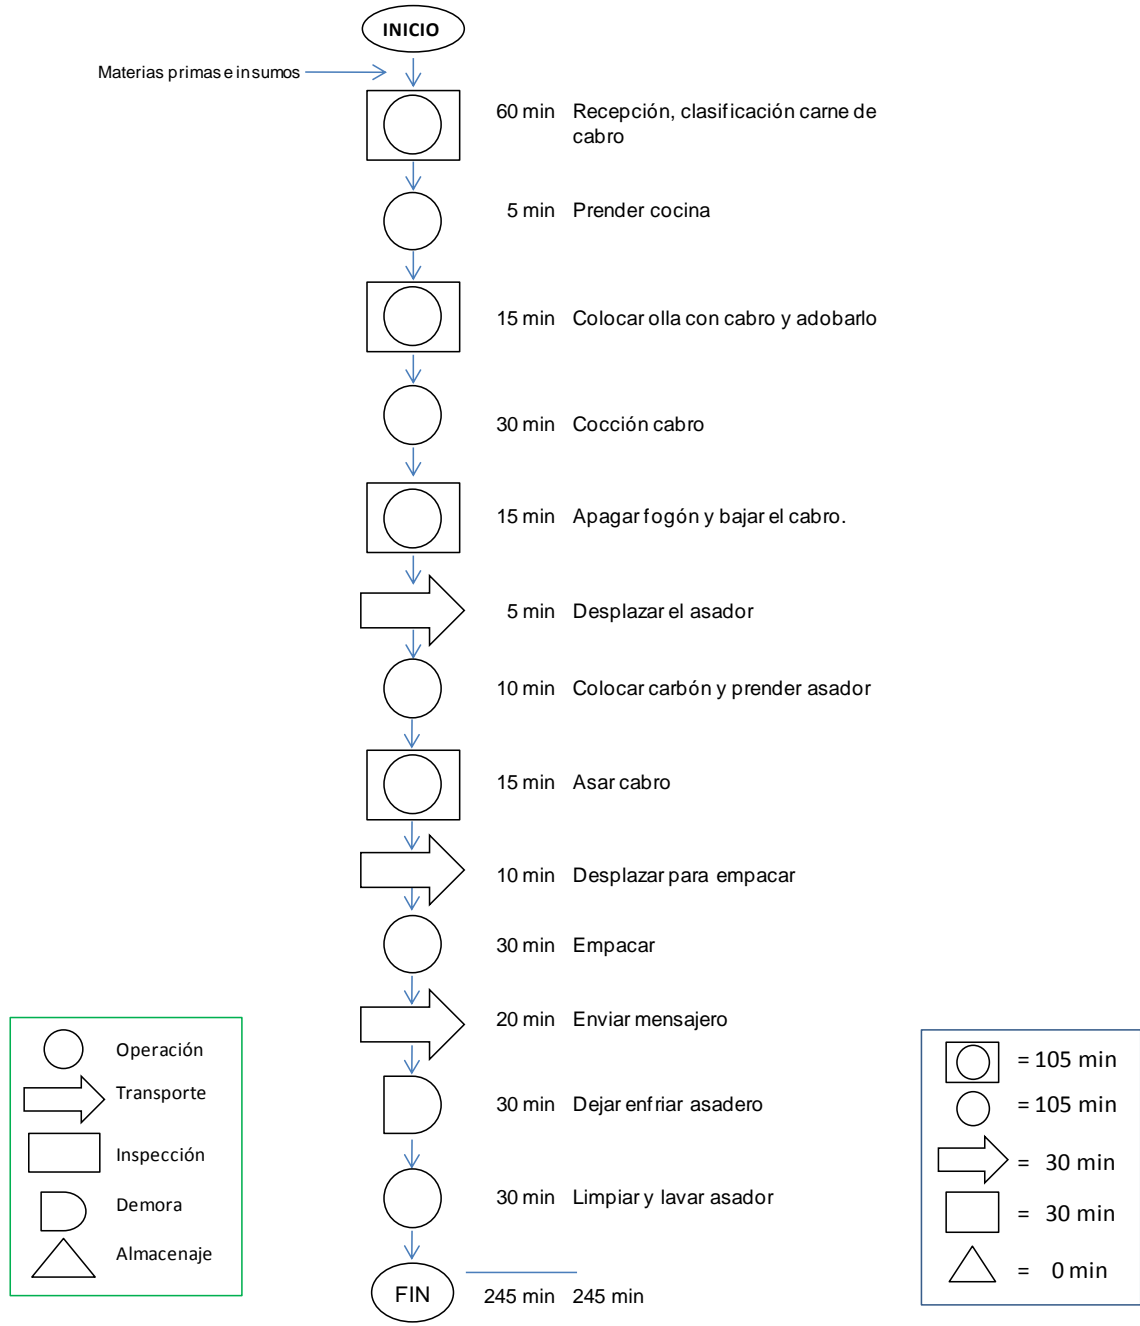 INICIO
Materias primas e insumos
60 min Recepción, clasificación carne de
cabro
5 min Prender cocina
15 min Colocar olla con cabro y adobarlo
30 min Cocción cabro
15 min Apagar fogón y bajar el cabro.
5 min Desplazar el asador
10 min Colocar carbón y prender asador
15 min Asar cabro
10 min Desplazar para empacar
30 min Empacar
20 min Enviar mensajero
30 min Dejar enfriar asadero
30 min Limpiar y lavar asador
FIN 245 min 245 min
Operación
Transporte
Inspección
Demora
Almacenaje
= 105 min
= 105 min
= 30 min
= 30 min
= 0 min